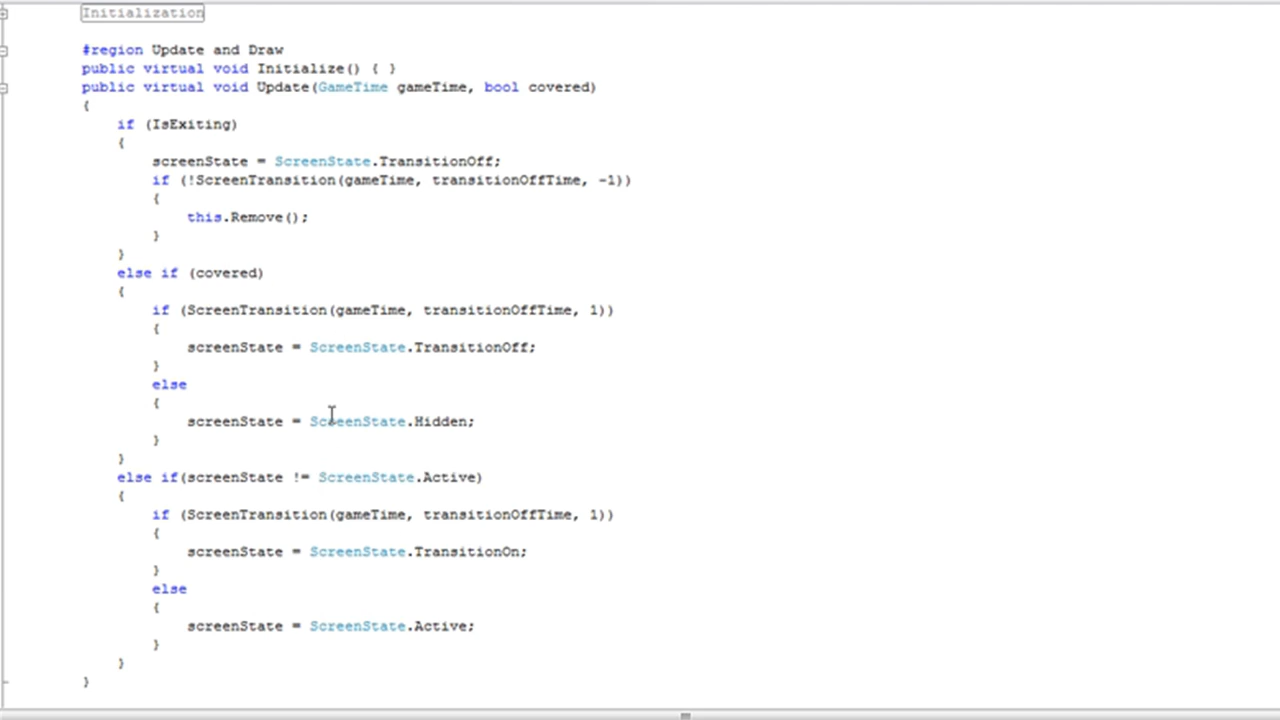 Initialization
#region Update and Draw
public virtual void Initialize() { }
public virtual void Update(GameTime gameTime, bool covered)
{
if (IsExiting)
{
screenState = ScreenState.TransitionOff;
if (!ScreenTransition(gameTime, transitionOffTime, -1))
{
this.Remove();
}
}
else if (covered)
{
if (ScreenTransition(gameTime, transitionOffTime, 1))
{
screenState = ScreenState.TransitionOff;
}
else
{
screenState = ScreenState.Hidden;
}
}
else if(screenState != ScreenState.Active)
{
if (ScreenTransition(gameTime, transitionOffTime, 1))
{
screenState = ScreenState.TransitionOn;
}
else
{
screenState = ScreenState.Active;
}
}
}